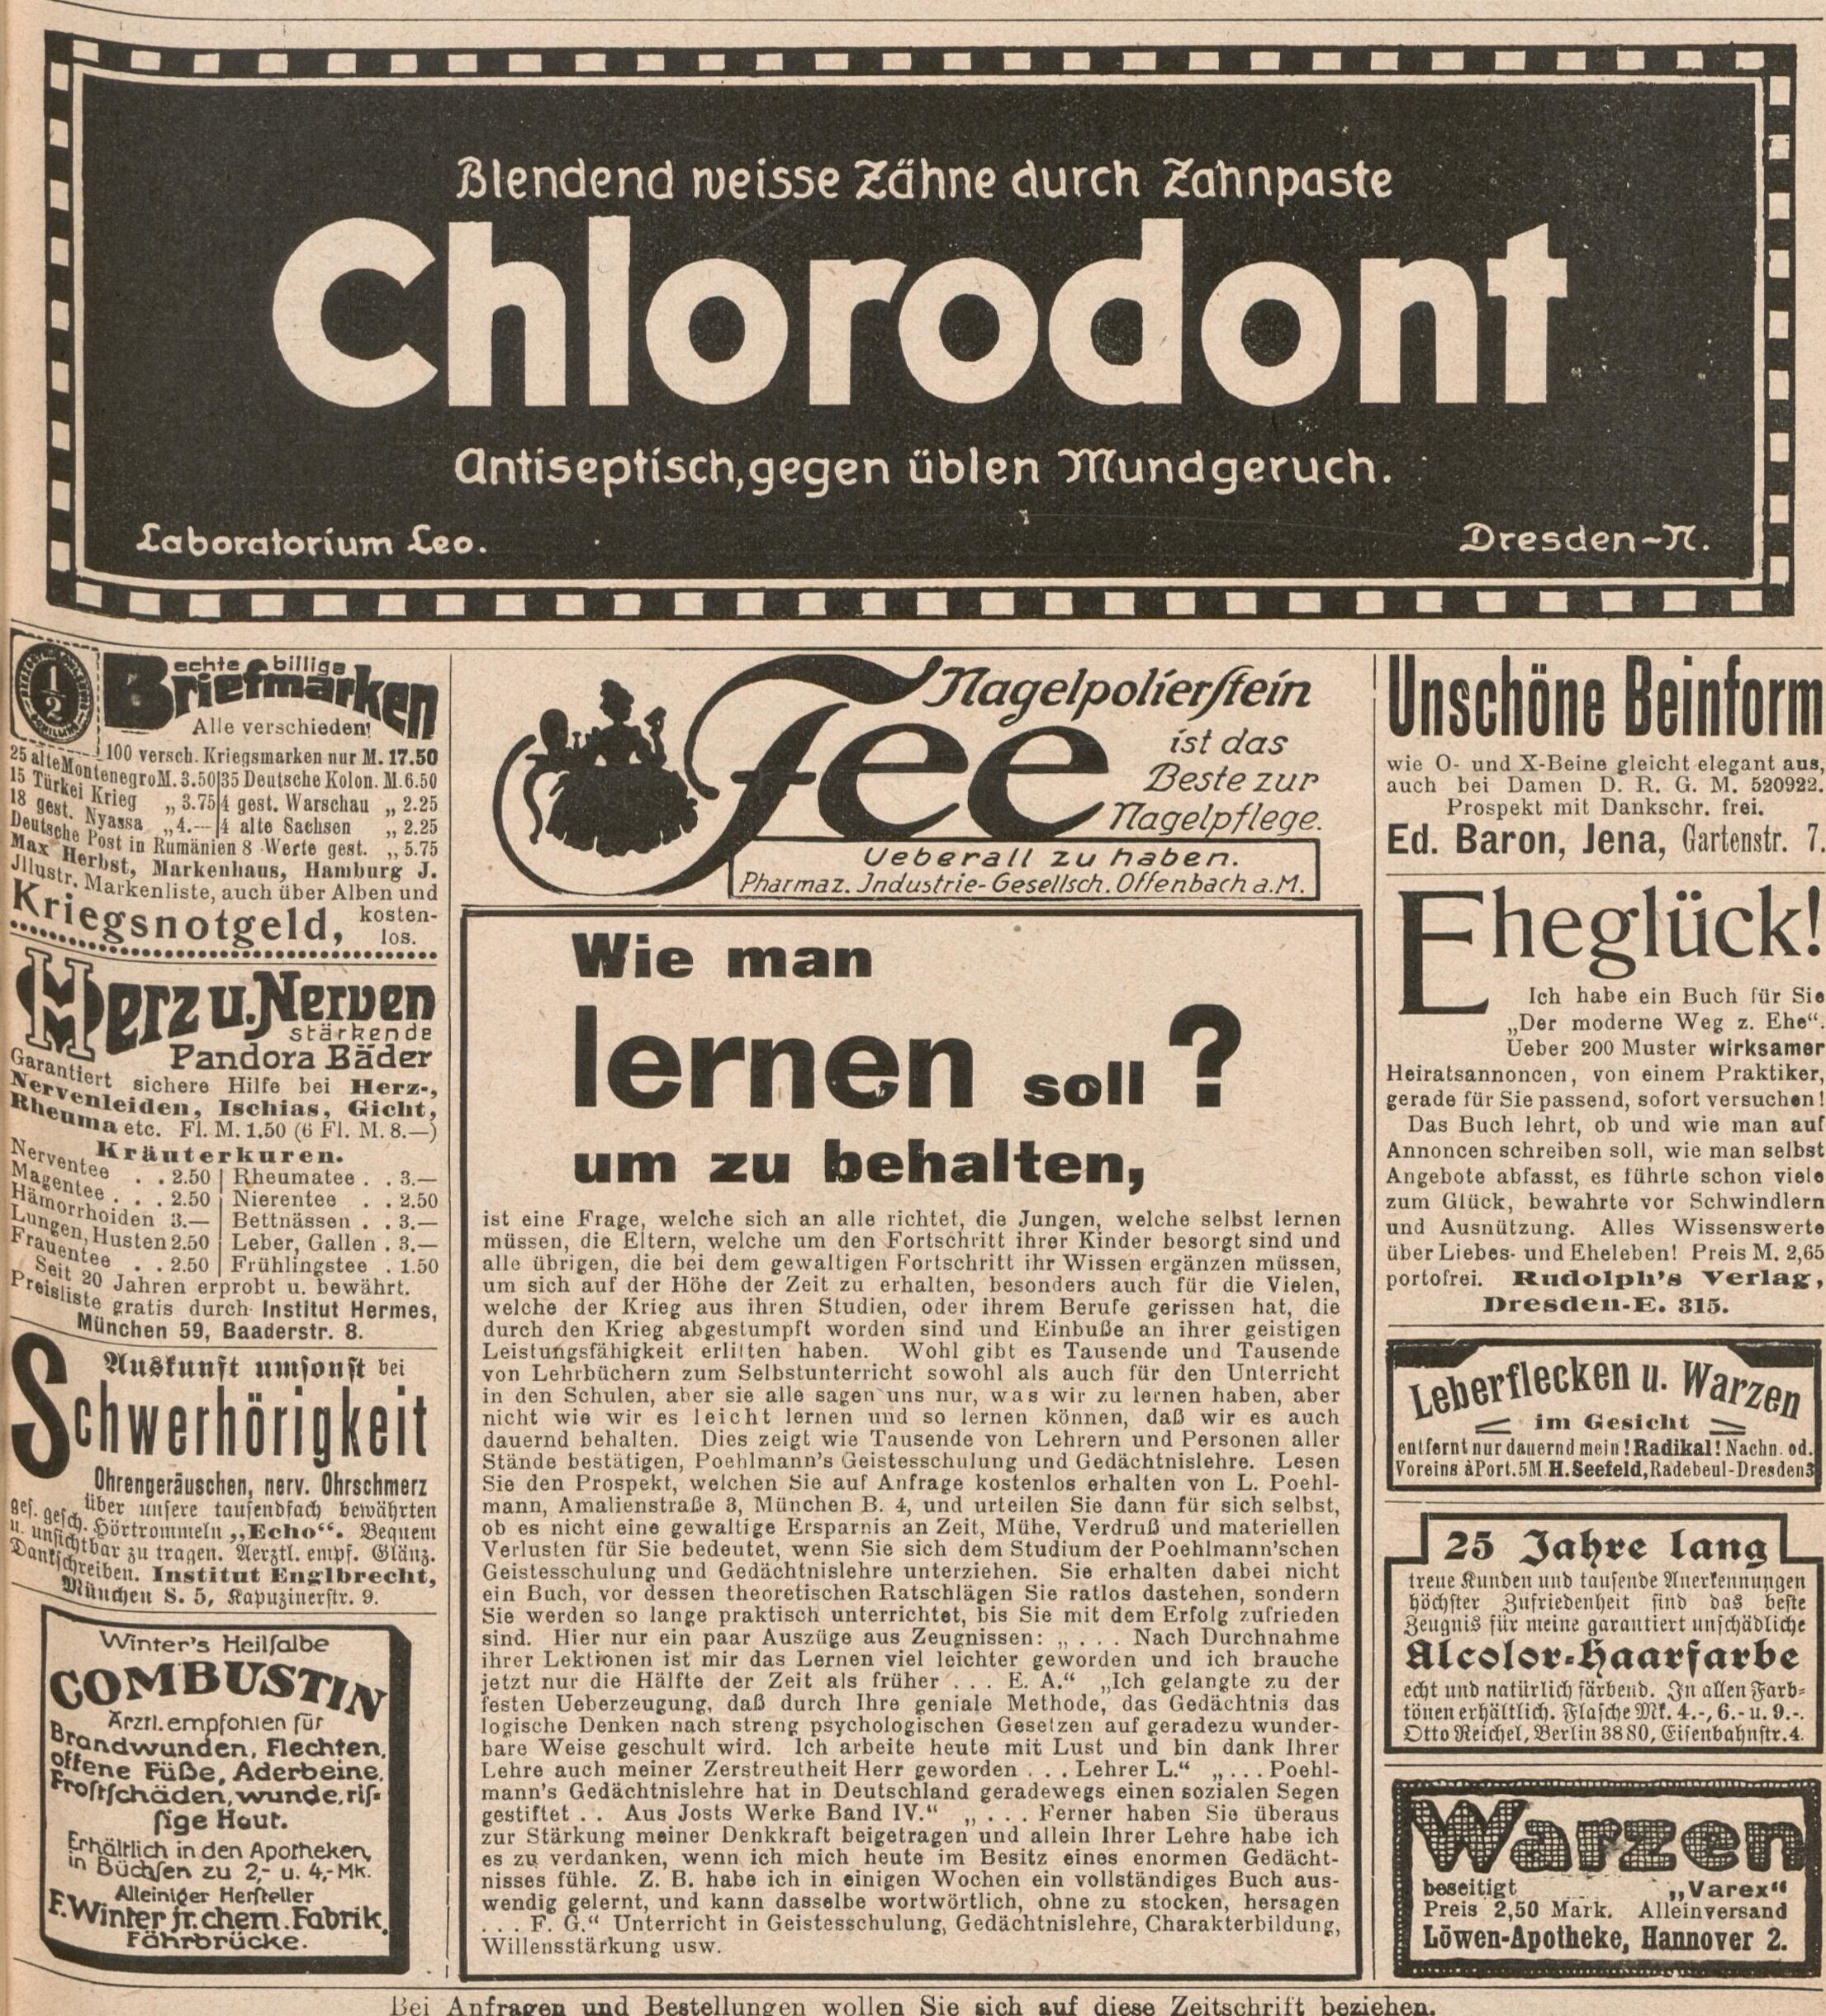 Blendend weisse Zähne durch Zahnpaste
Chlorodont
Antiseptisch, gegen üblen Mundgeruch.
Laboratorium Leo.
Dresden-N.
1/2
echte billige
Briefmarken
Alle verschieden!
100 versch. Kriegsmarken nur M. 17.50
25 alte Montenegro M. 3.50 | 35 Deutsche Kolon. M. 6.50
15 Türkei Krieg „ 3.75 | 4 gest. Warschau „ 2.25
18 gest. Nyassa „ 4.— | 4 alte Sachsen „ 2.25
Deutsche Post in Rumänien 8 Werte gest. „ 5.75
Max Herbst, Markenhaus, Hamburg J.
Jllustr. Markenliste, auch über Alben und
Kriegsnotgeld, kosten-
los.
Herz u. Nerven
stärkende
Pandora Bäder
Garantiert sichere Hilfe bei Herz-,
Nervenleiden, Ischias, Gicht,
Rheuma etc. Fl. M. 1.50 (6 Fl. M. 8.—)
Kräuterkuren.
Nerventee . . 2.50 | Rheumatee . . 3.—
Magentee . . . 2.50 | Nierentee . . 2.50
Hämorrhoiden 3.— | Bettnässen . . 3.—
Lungen, Husten 2.50 | Leber, Gallen . 3.—
Frauentee . . 2.50 | Frühlingstee . 1.50
Seit 20 Jahren erprobt u. bewährt.
Preisliste gratis durch Institut Hermes,
München 59, Baaderstr. 8.
Auskunft umsonst bei
Schwerhörigkeit
Ohrengeräuschen, nerv. Ohrschmerz
über unsere tausendfach bewährten
ges. gesch. Hörtrommeln „Echo“. Bequem
u. unsichtbar zu tragen. Aerztl. empf. Glänz.
Dankschreiben. Institut Englbrecht,
München S. 5, Kapuzinerstr. 9.
Winter's Heilsalbe
COMBUSTIN
Ärztl. empfohlen für
Brandwunden, Flechten,
offene Füße, Aderbeine,
Frostschäden, wunde, ris-
sige Haut.
Erhältlich in den Apotheken,
in Büchsen zu 2,- u. 4,- Mk.
Alleiniger Hersteller
F. Winter jr. chem. Fabrik,
Fährbrücke.
Fee
Nagelpolierstein
ist das
Beste zur
Nagelpflege.
Ueberall zu haben.
Pharmaz. Industrie-Gesellsch. Offenbach a.M.
Wie man
lernen soll?
um zu behalten,
ist eine Frage, welche sich an alle richtet, die Jungen, welche selbst lernen
müssen, die Eltern, welche um den Fortschritt ihrer Kinder besorgt sind und
alle übrigen, die bei dem gewaltigen Fortschritt ihr Wissen ergänzen müssen,
um sich auf der Höhe der Zeit zu erhalten, besonders auch für die Vielen,
welche der Krieg aus ihren Studien, oder ihrem Berufe gerissen hat, die
durch den Krieg abgestumpft worden sind und Einbuße an ihrer geistigen
Leistungsfähigkeit erlitten haben. Wohl gibt es Tausende und Tausende
von Lehrbüchern zum Selbstunterricht sowohl als auch für den Unterricht
in den Schulen, aber sie alle sagen uns nur, was wir zu lernen haben, aber
nicht wie wir es leicht lernen und so lernen können, daß wir es auch
dauernd behalten. Dies zeigt wie Tausende von Lehrern und Personen aller
Stände bestätigen, Poehlmann's Geistesschulung und Gedächtnislehre. Lesen
Sie den Prospekt, welchen Sie auf Anfrage kostenlos erhalten von L. Poehl-
mann, Amalienstraße 3, München B. 4, und urteilen Sie dann für sich selbst,
ob es nicht eine gewaltige Ersparnis an Zeit, Mühe, Verdruß und materiellen
Verlusten für Sie bedeutet, wenn Sie sich dem Studium der Poehlmann'schen
Geistesschulung und Gedächtnislehre unterziehen. Sie erhalten dabei nicht
ein Buch, vor dessen theoretischen Ratschlägen Sie ratlos dastehen, sondern
Sie werden so lange praktisch unterrichtet, bis Sie mit dem Erfolg zufrieden
sind. Hier nur ein paar Auszüge aus Zeugnissen: „ . . . Nach Durchnahme
ihrer Lektionen ist mir das Lernen viel leichter geworden und ich brauche
jetzt nur die Hälfte der Zeit als früher . . . E. A.“ „Ich gelangte zu der
festen Ueberzeugung, daß durch Ihre geniale Methode, das Gedächtnis das
logische Denken nach streng psychologischen Gesetzen auf geradezu wunder-
bare Weise geschult wird. Ich arbeite heute mit Lust und bin dank Ihrer
Lehre auch meiner Zerstreutheit Herr geworden . . . Lehrer L.“ „ . . . Poehl-
mann's Gedächtnislehre hat in Deutschland geradewegs einen sozialen Segen
gestiftet . . Aus Josts Werke Band IV.“ „ . . . Ferner haben Sie überaus
zur Stärkung meiner Denkkraft beigetragen und allein Ihrer Lehre habe ich
es zu verdanken, wenn ich mich heute im Besitz eines enormen Gedächt-
nisses fühle. Z. B. habe ich in einigen Wochen ein vollständiges Buch aus-
wendig gelernt, und kann dasselbe wortwörtlich, ohne zu stocken, hersagen
. . . F. G.“ Unterricht in Geistesschulung, Gedächtnislehre, Charakterbildung,
Willensstärkung usw.
Unschöne Beinform
wie O- und X-Beine gleicht elegant aus,
auch bei Damen D. R. G. M. 520922.
Prospekt mit Dankschr. frei.
Ed. Baron, Jena, Gartenstr. 7.
Eheglück!
Ich habe ein Buch für Sie
„Der moderne Weg z. Ehe“.
Ueber 200 Muster wirksamer
Heiratsannoncen, von einem Praktiker,
gerade für Sie passend, sofort versuchen!
Das Buch lehrt, ob und wie man auf
Annoncen schreiben soll, wie man selbst
Angebote abfasst, es führte schon viele
zum Glück, bewahrte vor Schwindlern
und Ausnützung. Alles Wissenswerte
über Liebes- und Eheleben! Preis M. 2,65
portofrei. Rudolph's Verlag,
Dresden-E. 315.
Leberflecken u. Warzen
im Gesicht
entfernt nur dauernd mein! Radikal! Nachn. od.
Voreins à Port. 5M H. Seefeld, Radebeul-Dresden 3
25 Jahre lang
treue Kunden und tausende Anerkennungen
höchster Zufriedenheit sind das beste
Zeugnis für meine garantiert unschädliche
Alcolor-Haarfarbe
echt und natürlich färbend. In allen Farb-
tönen erhältlich. Flasche Mk. 4.-, 6.- u. 9.-.
Otto Reichel, Berlin 38 SO, Eisenbahnstr. 4.
Warzen
beseitigt „Varex“
Preis 2,50 Mark. Alleinversand
Löwen-Apotheke, Hannover 2.
Bei Anfragen und Bestellungen wollen Sie sich auf diese Zeitschrift beziehen.